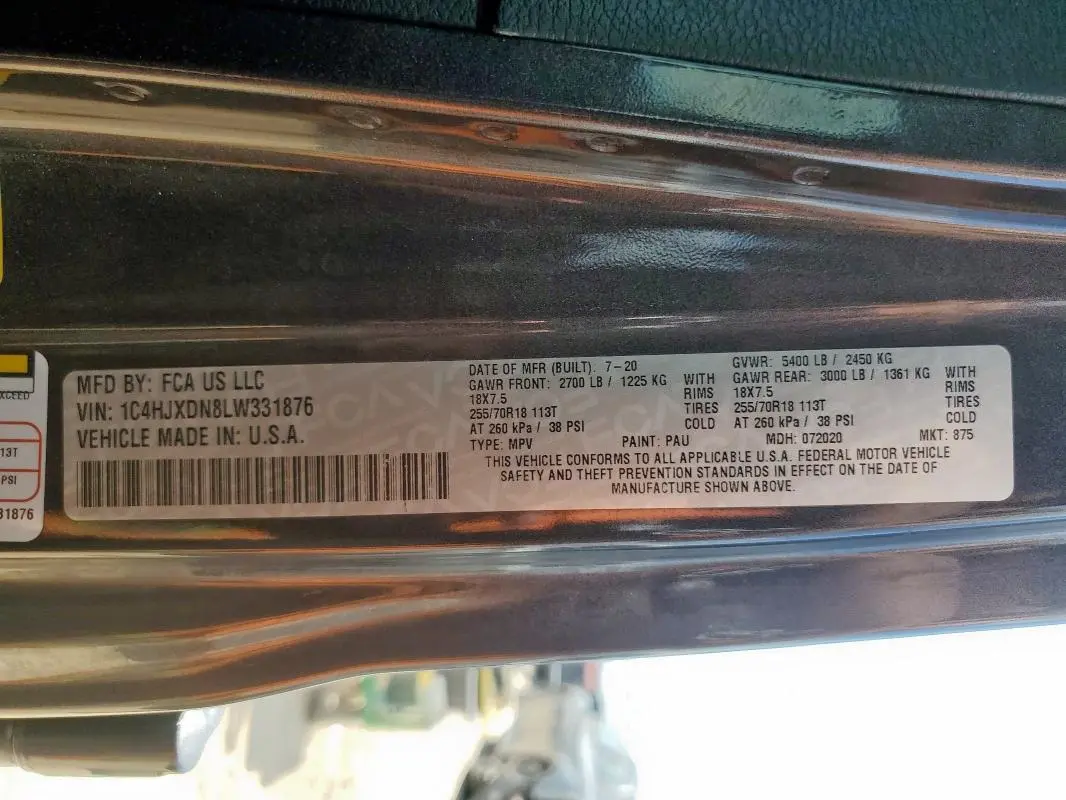 XCEED
13T
PSI
31876
MFD BY: FCA US LLC
VIN: 1C4HJXDN8LW331876
VEHICLE MADE IN: U.S.A.
DATE OF MFR (BUILT). 7-20 GVWR: 5400 LB / 2450 KG
GAWR FRONT: 2700 LB / 1225 KG WITH GAWR REAR: 3000 LB / 1361 KG WITH
18X7.5 RIMS 18X7.5 RIMS
255/70R18 113T TIRES 255/70R18 113T TIRES
AT 260 kPa / 38 PSI COLD AT 260 kPa / 38 PSI COLD
TYPE: MPV PAINT: PAU MDH: 072020 MKT: 875
THIS VEHICLE CONFORMS TO ALL APPLICABLE U.S.A. FEDERAL MOTOR VEHICLE
SAFETY AND THEFT PREVENTION STANDARDS IN EFFECT ON THE DATE OF
MANUFACTURE SHOWN ABOVE.